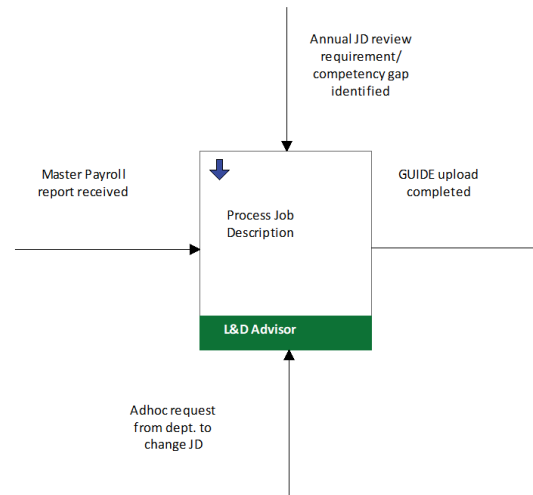 Annual JD review
requirement/
competency gap
identified
Master Payroll
report received
GUIDE upload
completed
Process Job
Description
L&D Advisor
Adhoc request
from dept. to
change JD